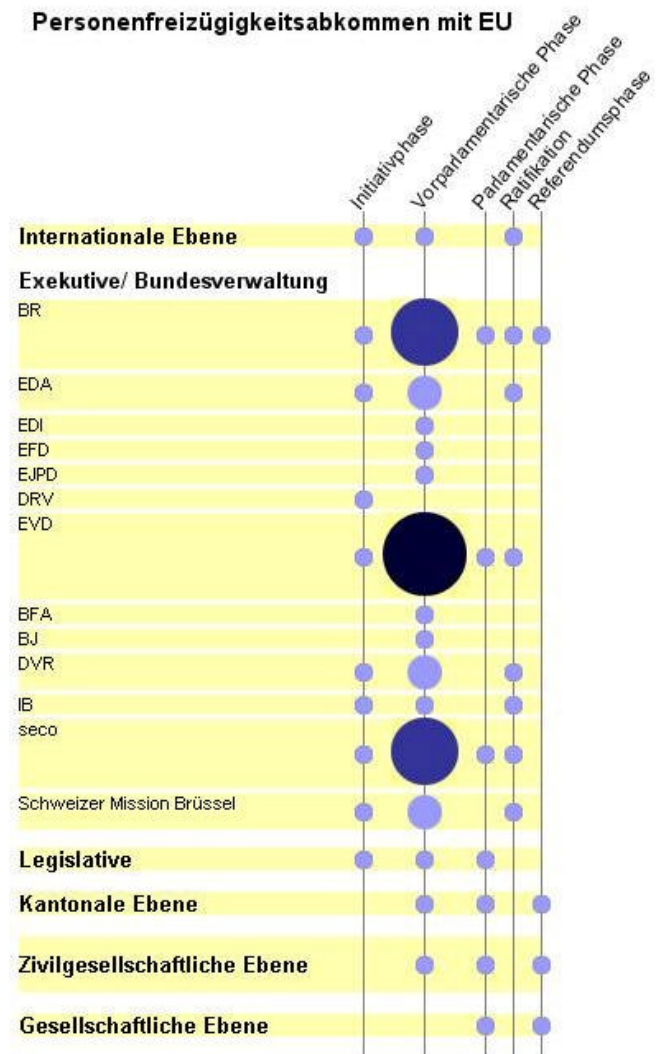 Personenfreizügigkeitsabkommen mit EU
Initiativphase
Vorparlamentarische Phase
Parlamentarische Phase
Ratifikation
Referendumsphase
Internationale Ebene
Exekutive/ Bundesverwaltung
BR
EDA
EDI
EFD
EJPD
DRV
EVD
BFA
BJ
DVR
IB
seco
Schweizer Mission Brüssel
Legislative
Kantonale Ebene
Zivilgesellschaftliche Ebene
Gesellschaftliche Ebene